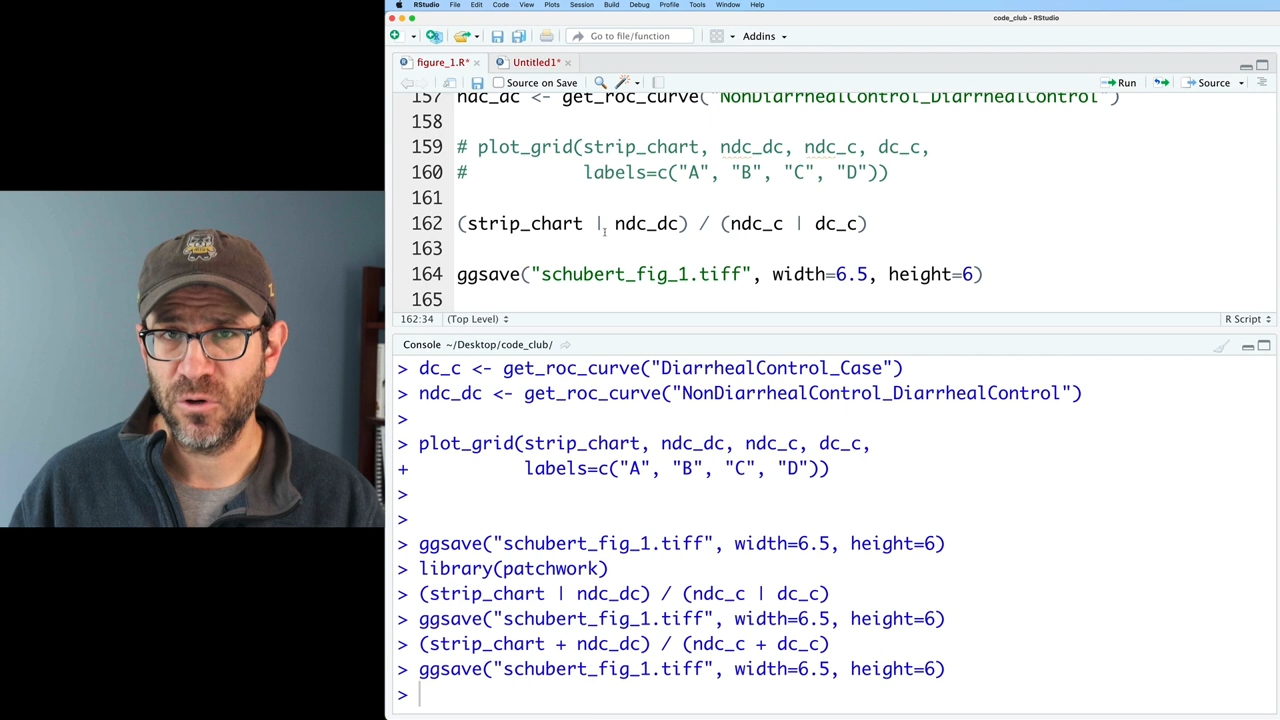 RStudio File Edit Code View Plots Session Build Debug Profile Tools Window Help
code_club - RStudio
Go to file/function Addins
figure_1.R* Untitled1*
Source on Save Run Source
157 ndc_dc <- get_roc_curve("NonDiarrhealControl_DiarrhealControl")
158
159 # plot_grid(strip_chart, ndc_dc, ndc_c, dc_c,
160 # labels=c("A", "B", "C", "D"))
161
162 (strip_chart | ndc_dc) / (ndc_c | dc_c)
163
164 ggsave("schubert_fig_1.tiff", width=6.5, height=6)
165
162:34 (Top Level) R Script
Console ~/Desktop/code_club/
> dc_c <- get_roc_curve("DiarrhealControl_Case")
> ndc_dc <- get_roc_curve("NonDiarrhealControl_DiarrhealControl")
>
> plot_grid(strip_chart, ndc_dc, ndc_c, dc_c,
+ labels=c("A", "B", "C", "D"))
>
>
> ggsave("schubert_fig_1.tiff", width=6.5, height=6)
> library(patchwork)
> (strip_chart | ndc_dc) / (ndc_c | dc_c)
> ggsave("schubert_fig_1.tiff", width=6.5, height=6)
> (strip_chart + ndc_dc) / (ndc_c + dc_c)
> ggsave("schubert_fig_1.tiff", width=6.5, height=6)
>